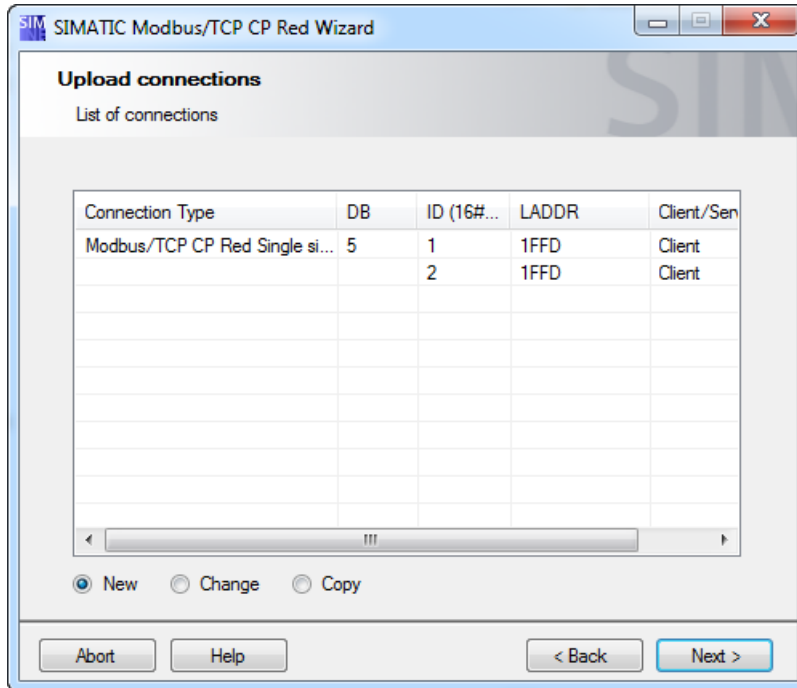 SIMATIC Modbus/TCP CP Red Wizard
Upload connections
List of connections
Connection Type DB ID (16#... LADDR Client/Ser
Modbus/TCP CP Red Single si... 5 1 1FFD Client
2 1FFD Client
New Change Copy
Abort Help < Back Next >